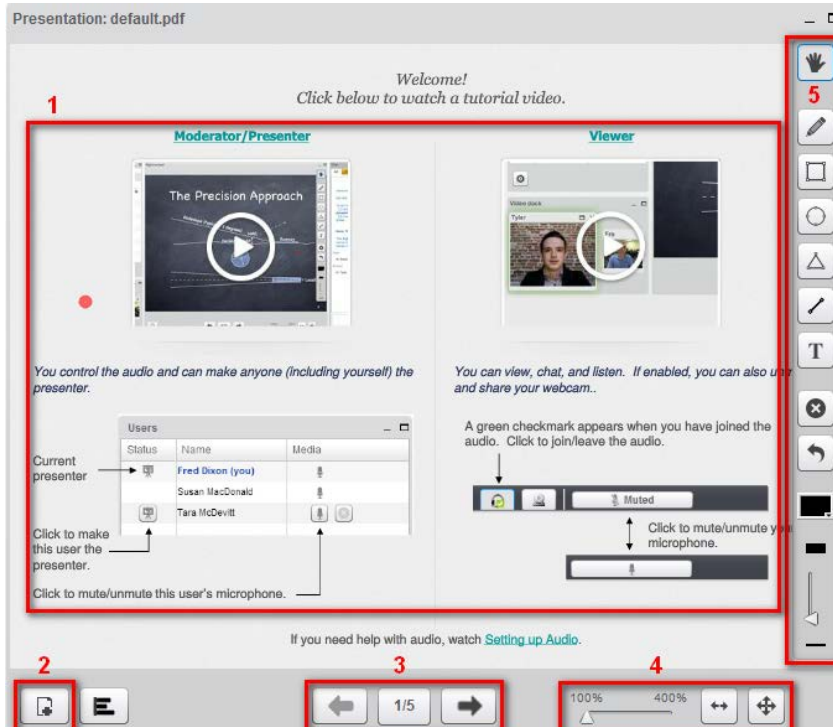 Presentation: default.pdf
Welcome!
Click below to watch a tutorial video.
1
5
Moderator/Presenter
Viewer
The Precision Approach
Video dock
Tyler
You control the audio and can make anyone (including yourself) the
presenter.
You can view, chat, and listen. If enabled, you can also
and share your webcam..
Users
Status Name Media
Current
presenter
Fred Dixon (you)
Susan MacDonald
Tara McDevitt
Click to make
this user the
presenter.
Click to mute/unmute this user's microphone.
A green checkmark appears when you have joined the
audio. Click to join/leave the audio.
Muted
Click to mute/unmute
microphone.
T
If you need help with audio, watch Setting up Audio.
2
3
4
1/5
100% 400%